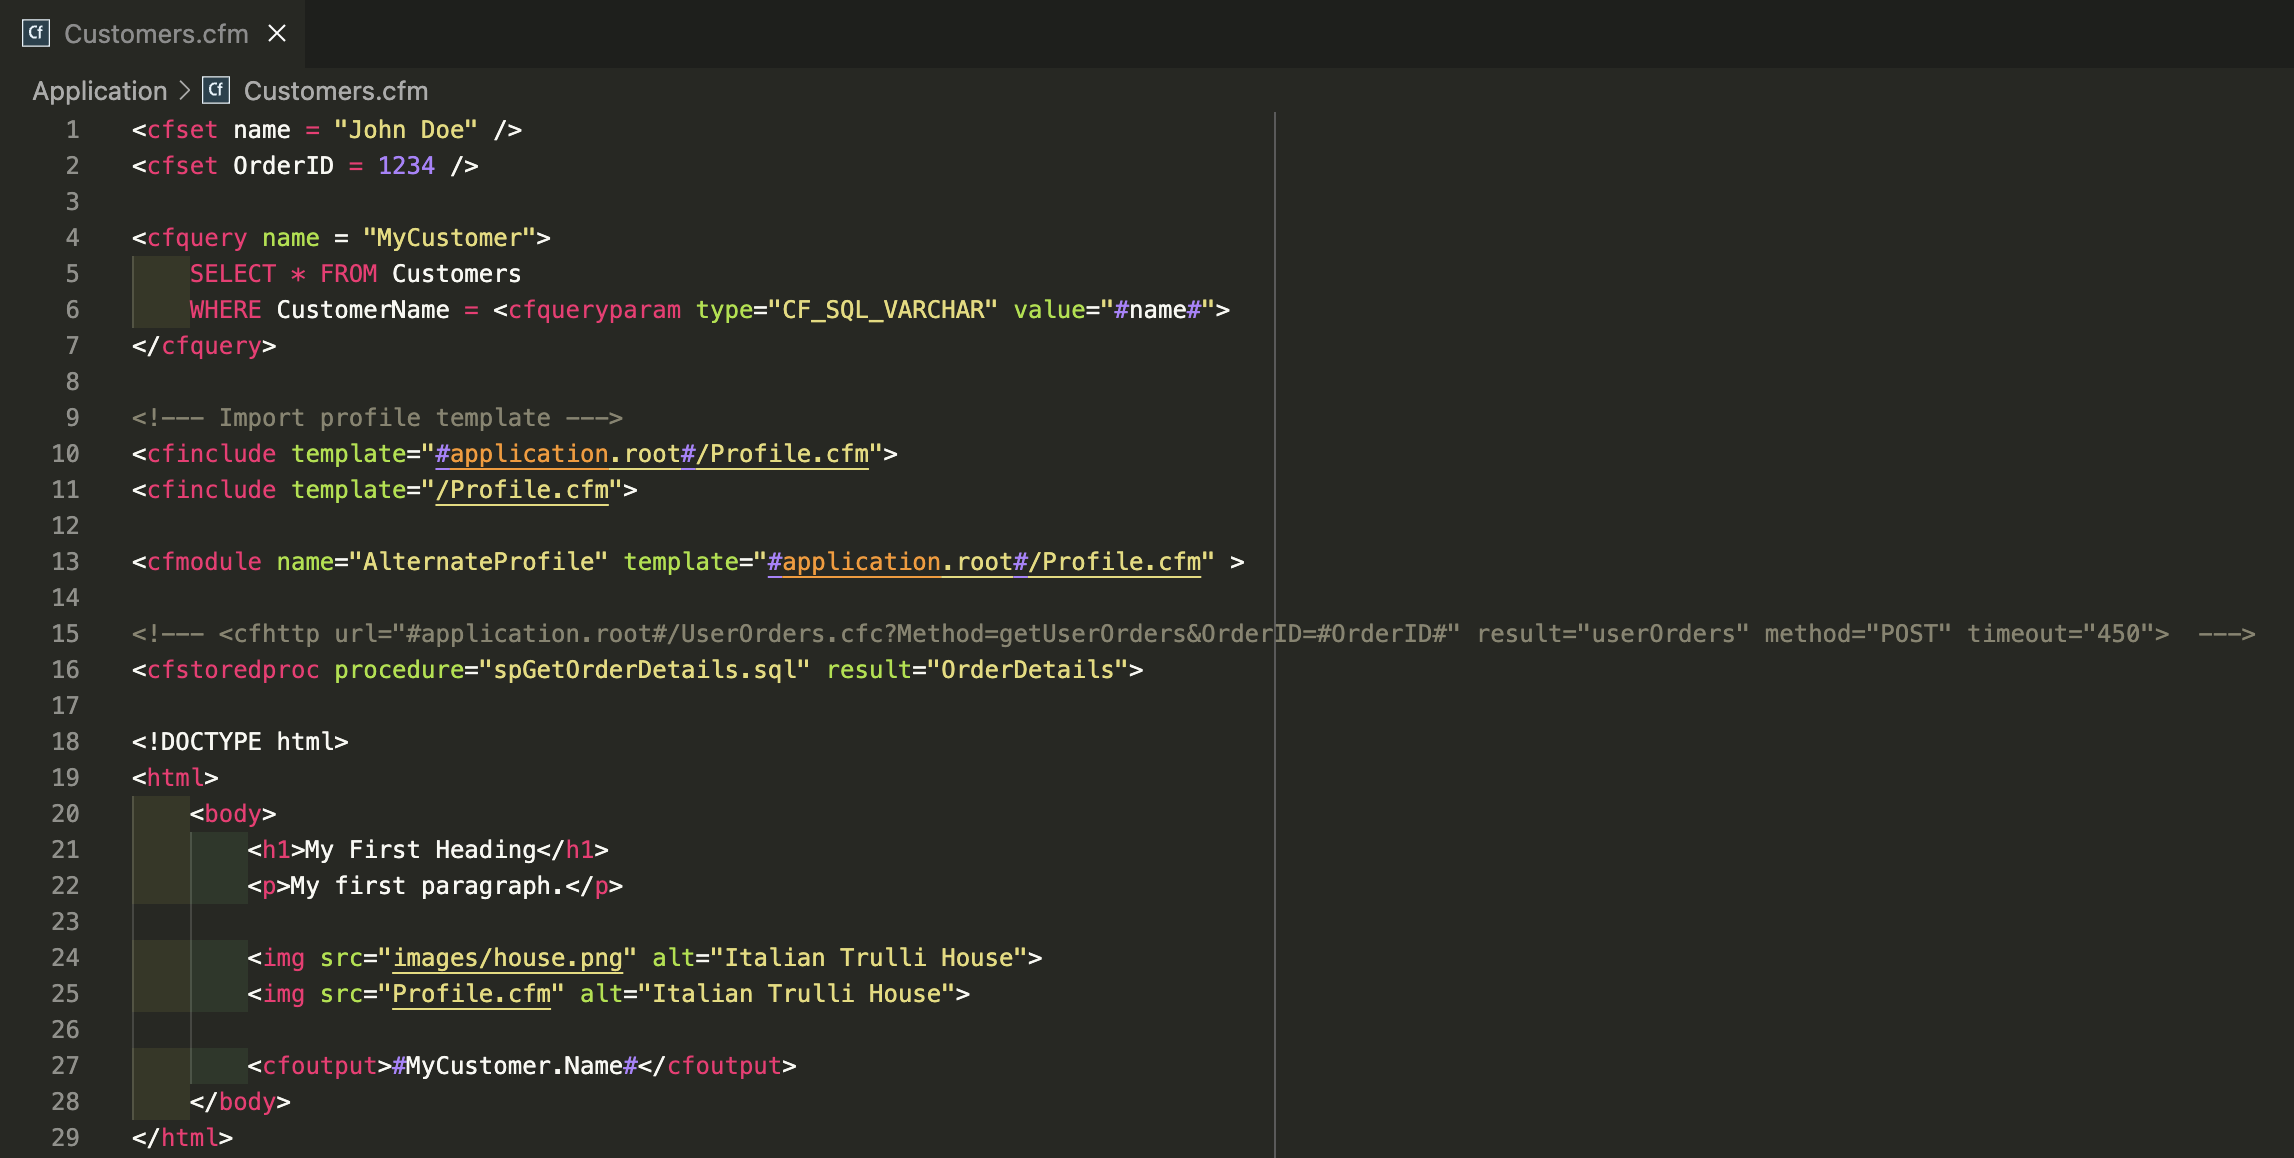 Cf Customers.cfm ×
Application > Cf Customers.cfm
1 <cfset name = "John Doe" />
2 <cfset OrderID = 1234 />
3
4 <cfquery name = "MyCustomer">
5     SELECT * FROM Customers
6     WHERE CustomerName = <cfqueryparam type="CF_SQL_VARCHAR" value="#name#">
7 </cfquery>
8
9 <!--- Import profile template --->
10 <cfinclude template="#application.root#/Profile.cfm">
11 <cfinclude template="/Profile.cfm">
12
13 <cfmodule name="AlternateProfile" template="#application.root#/Profile.cfm" >
14
15 <!--- <cfhttp url="#application.root#/UserOrders.cfc?Method=getUserOrders&OrderID=#OrderID#" result="userOrders" method="POST" timeout="450">  --->
16 <cfstoredproc procedure="spGetOrderDetails.sql" result="OrderDetails">
17
18 <!DOCTYPE html>
19 <html>
20     <body>
21         <h1>My First Heading</h1>
22         <p>My first paragraph.</p>
23
24         <img src="images/house.png" alt="Italian Trulli House">
25         <img src="Profile.cfm" alt="Italian Trulli House">
26
27         <cfoutput>#MyCustomer.Name#</cfoutput>
28     </body>
29 </html>